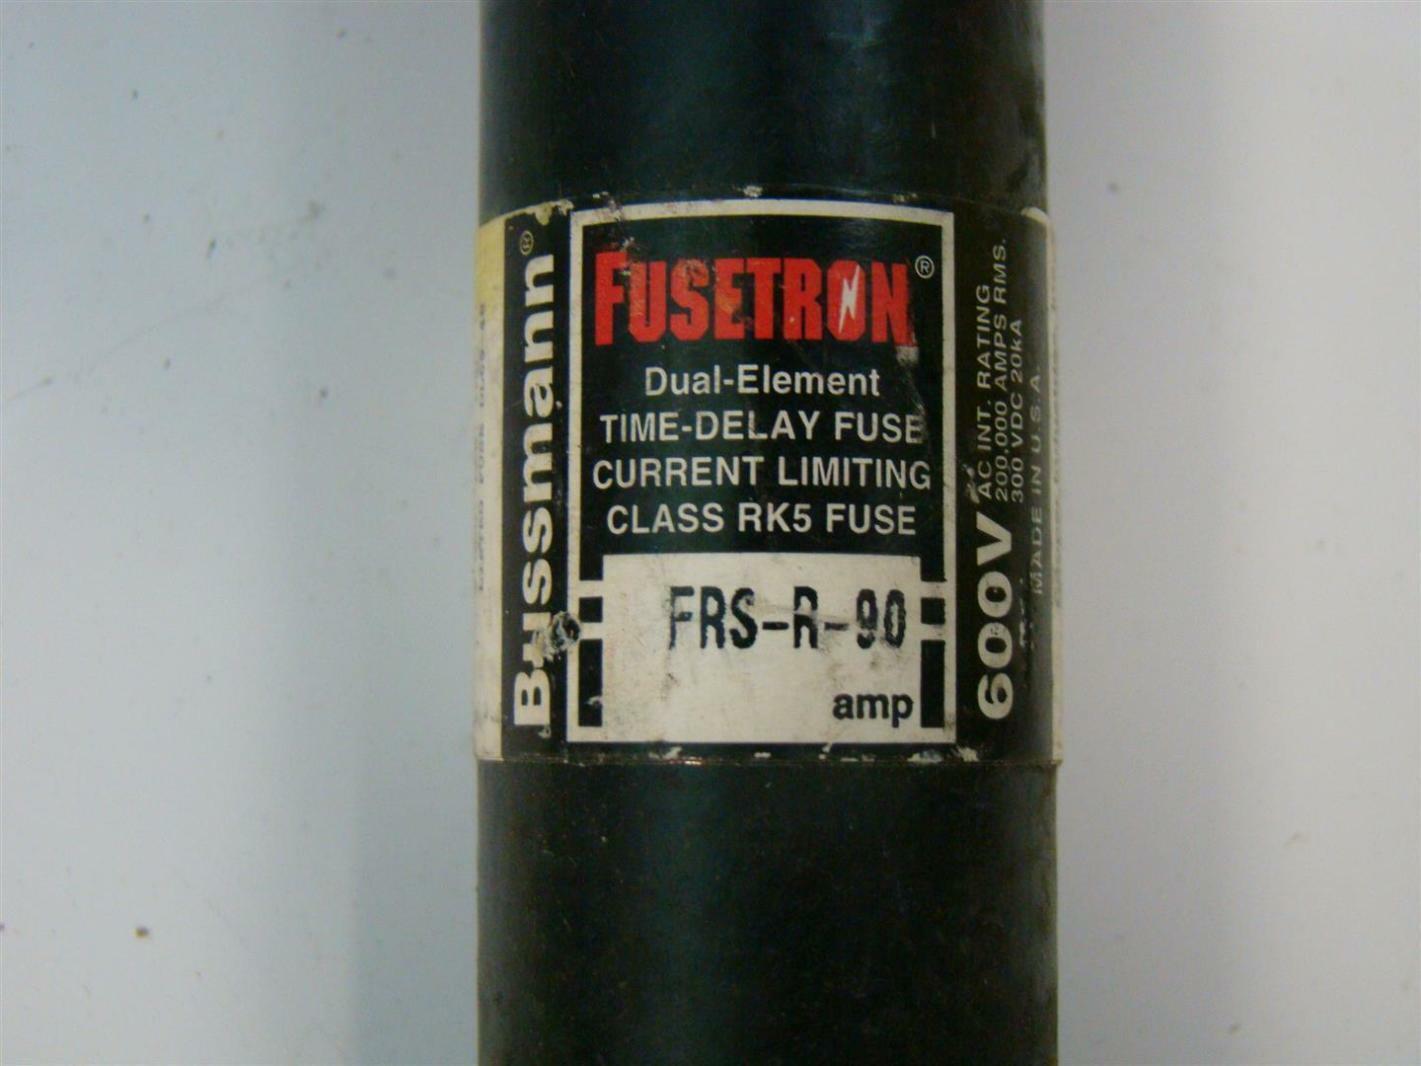 Bussmann®
FUSETRON®
Dual-Element
TIME-DELAY FUSE
CURRENT LIMITING
CLASS RK5 FUSE
FRS-R-90
amp
600V
AC INT. RATING
200,000 AMPS RMS.
300 VDC 20kA
MADE IN U.S.A.